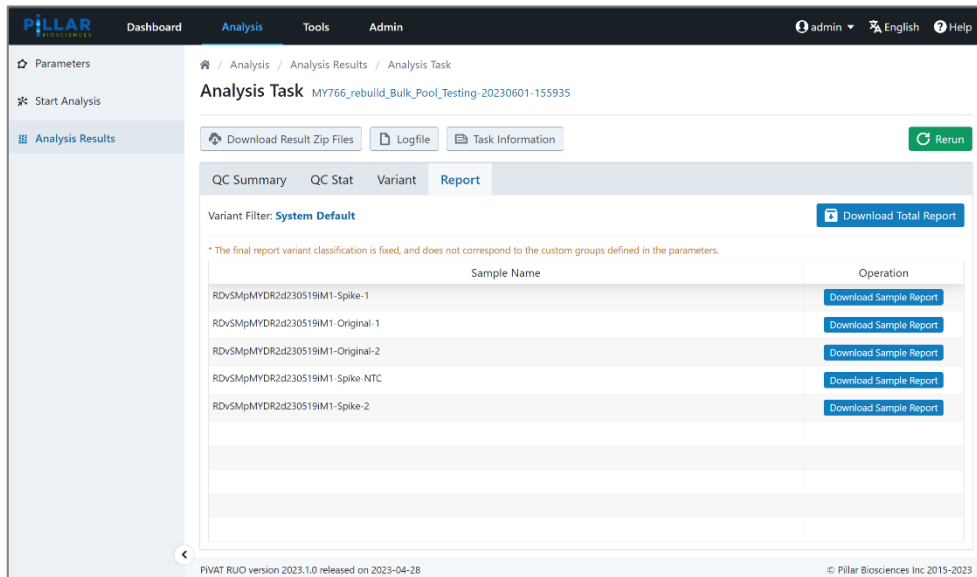 PiLLAR
BIOSCIENCES
Dashboard Analysis Tools Admin admin English Help
Parameters
Start Analysis
Analysis Results
/ Analysis / Analysis Results / Analysis Task
Analysis Task MY766_rebuild_Bulk_Pool_Testing-20230601-155935
Download Result Zip Files Logfile Task Information Rerun
QC Summary QC Stat Variant Report
Variant Filter: System Default Download Total Report
* The final report variant classification is fixed, and does not correspond to the custom groups defined in the parameters.
Sample Name Operation
RDvSMpMYDR2d230519iM1-Spike-1 Download Sample Report
RDvSMpMYDR2d230519iM1-Original-1 Download Sample Report
RDvSMpMYDR2d230519iM1-Original-2 Download Sample Report
RDvSMpMYDR2d230519iM1-Spike-NTC Download Sample Report
RDvSMpMYDR2d230519iM1-Spike-2 Download Sample Report
PiVAT RUO version 2023.1.0 released on 2023-04-28 © Pillar Biosciences Inc 2015-2023